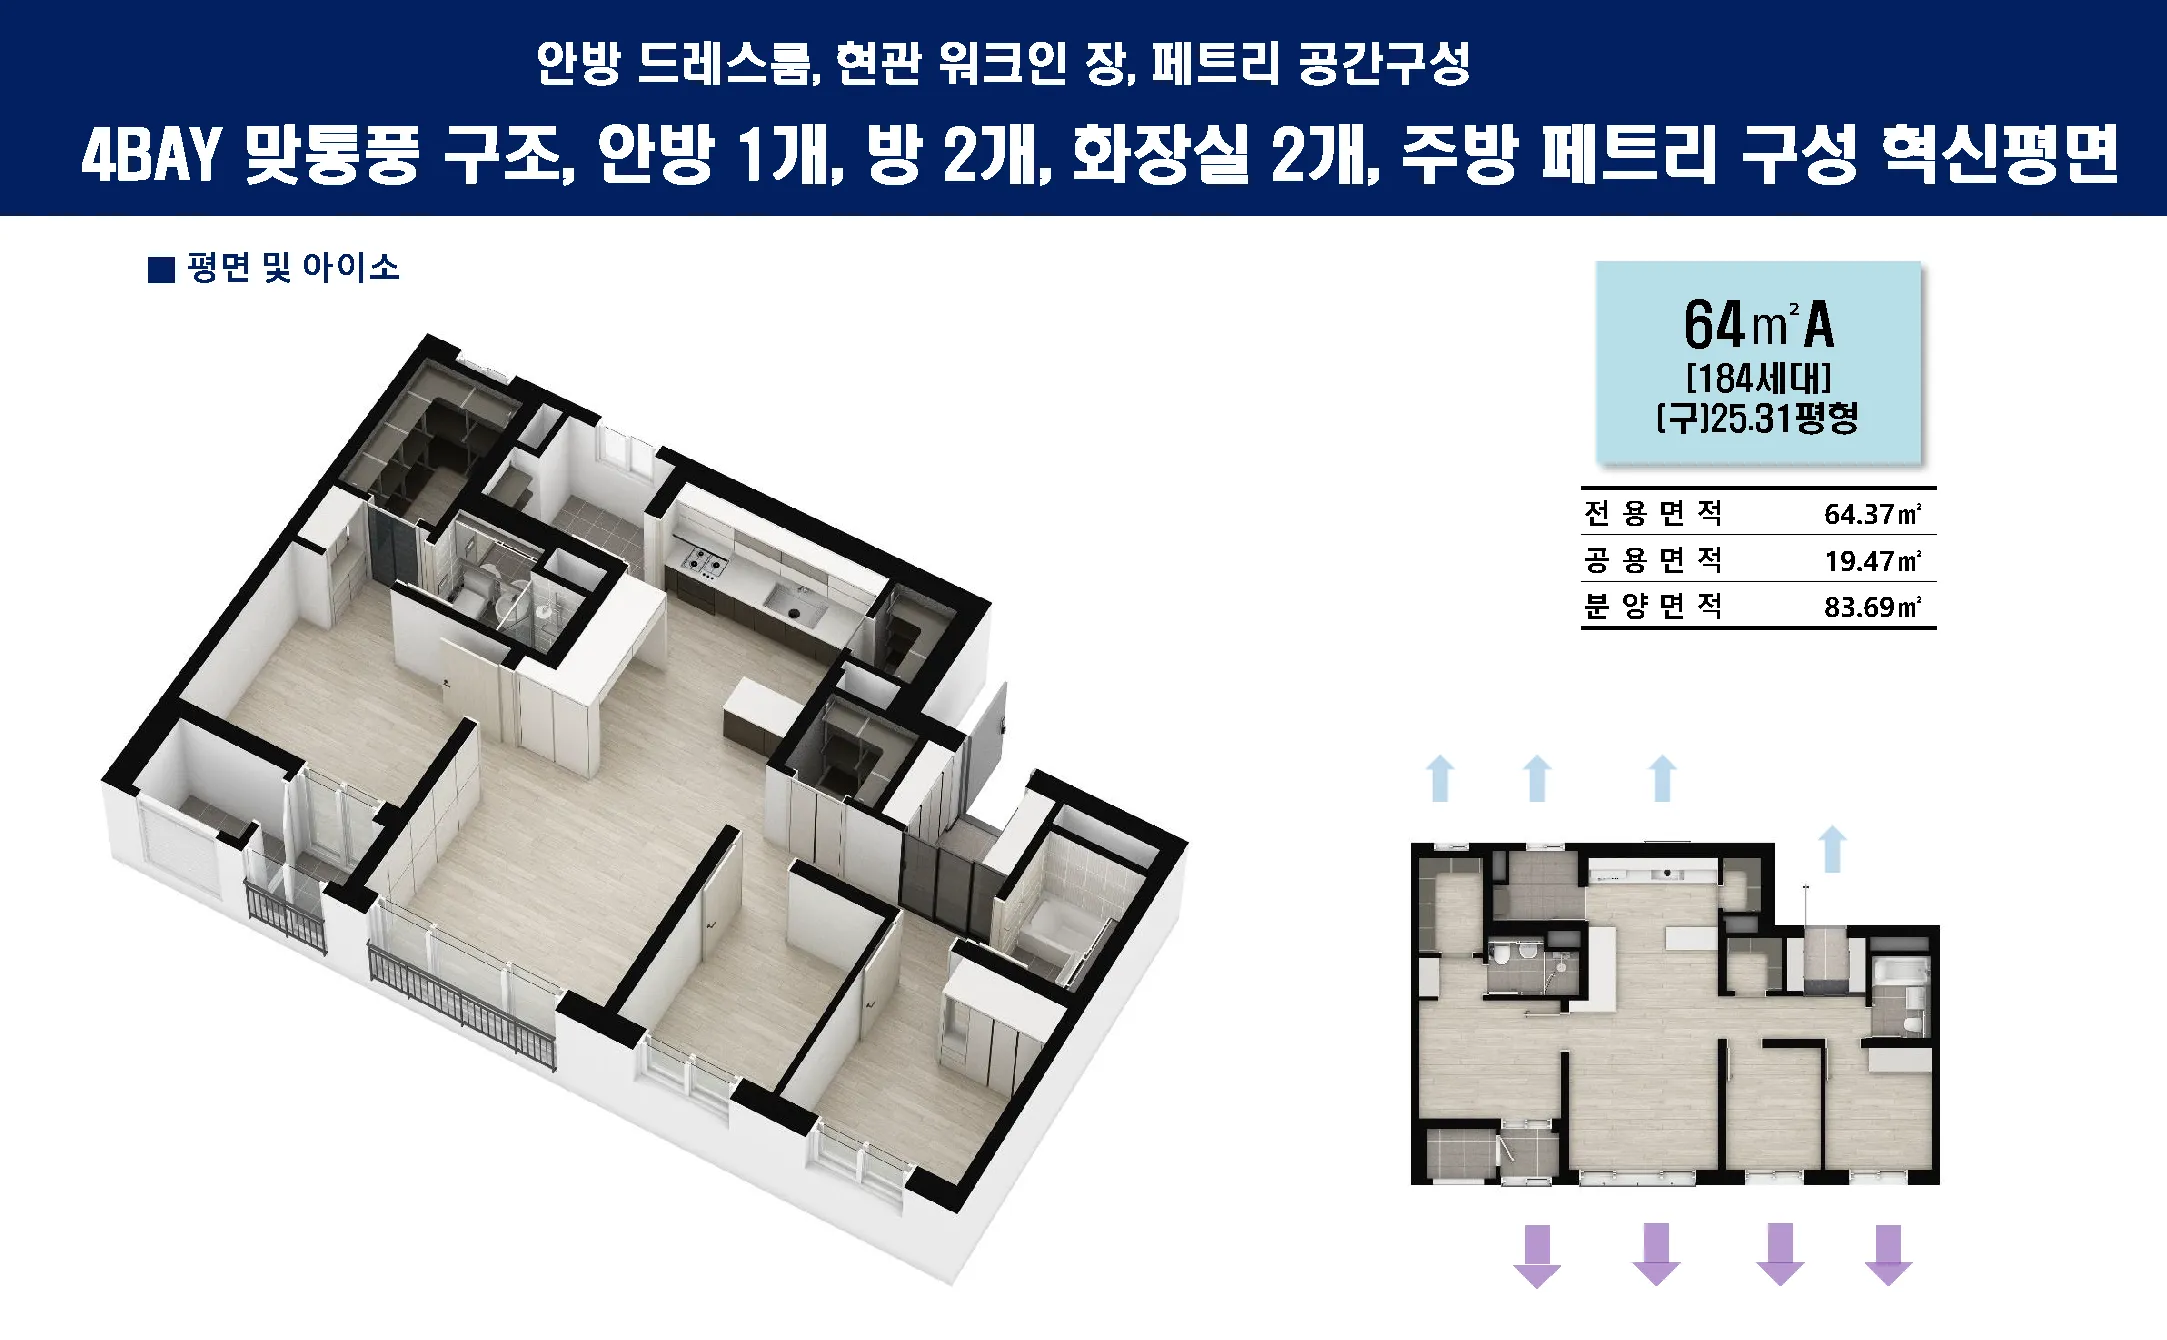 안방 드레스룸, 현관 워크인 장, 페트리 공간구성
4BAY 맞통풍 구조, 안방 1개, 방 2개, 화장실 2개, 주방 페트리 구성 혁신평면
■ 평면 및 아이소
64㎡A
[184세대]
(구)25.31평형
전용면적 64.37㎡
공용면적 19.47㎡
분양면적 83.69㎡